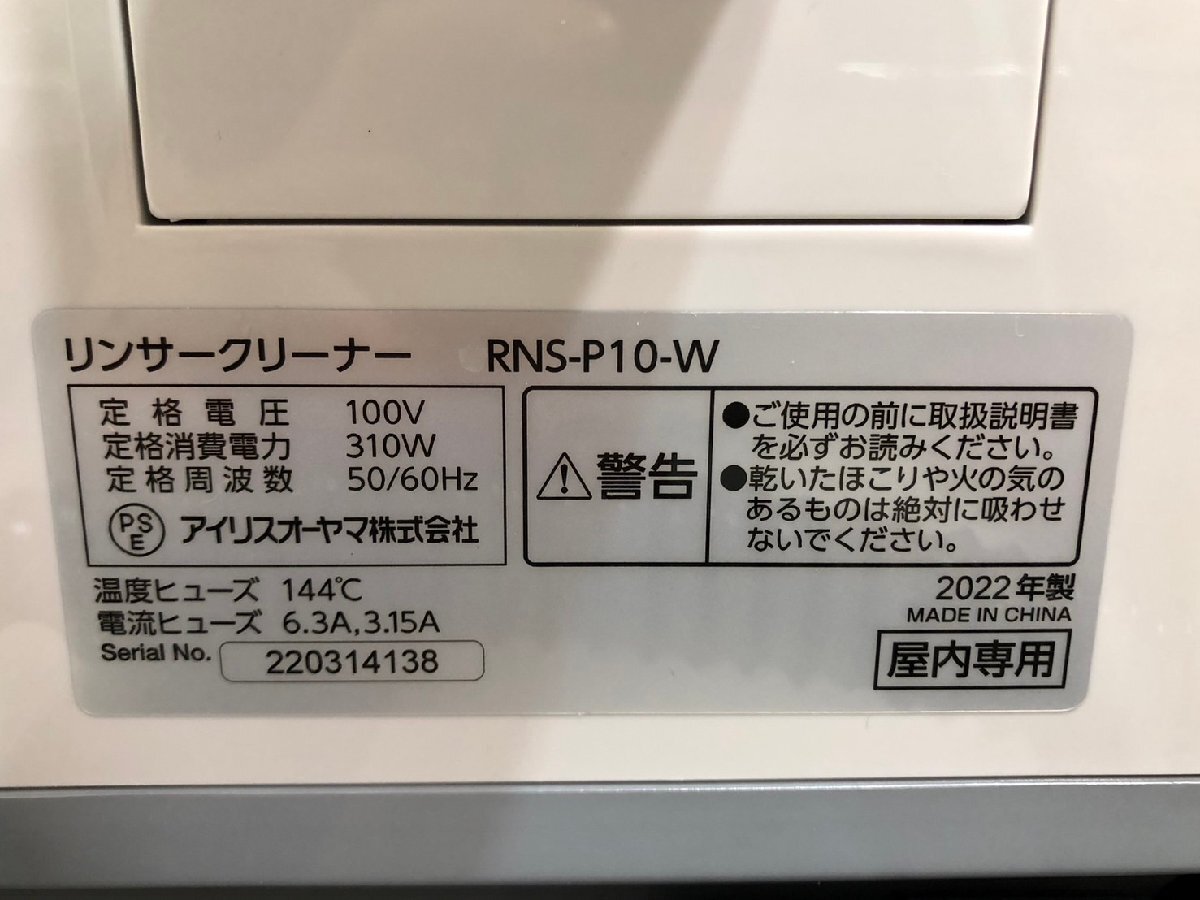 リンサークリーナー RNS-P10-W
定格電圧 100V
定格消費電力 310W
定格周波数 50/60Hz
PS
E アイリスオーヤマ株式会社
警告
●ご使用の前に取扱説明書
を必ずお読みください。
●乾いたほこりや火の気の
あるものは絶対に吸わせ
ないでください。
温度ヒューズ 144℃
電流ヒューズ 6.3A,3.15A
Serial No. 220314138
2022年製
MADE IN CHINA
屋内専用